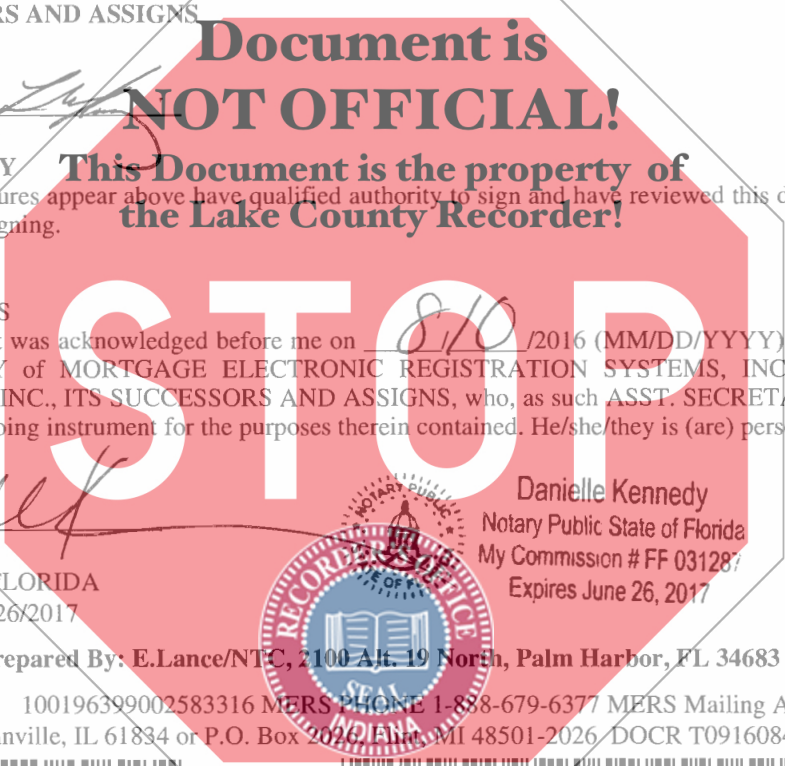 RS AND ASSIGNS
Document is
NOT OFFICIAL!
Y This Document is the property of
ures appear above have qualified authority to sign and have reviewed this d
the Lake County Recorder!
gning.
S
t was acknowledged before me on 8/10/2016 (MM/DD/YYYY)
Y of MORTGAGE ELECTRONIC REGISTRATION SYSTEMS, INC
INC., ITS SUCCESSORS AND ASSIGNS, who, as such ASST. SECRETA
oing instrument for the purposes therein contained. He/she/they is (are) pers
STOP
NOTARY PUBLIC
E OF F
Danielle Kennedy
Notary Public State of Florida
My Commission # FF 031287
Expires June 26, 2017
RECORDER'S OFFICE
SEAL
INDIANA
FLORIDA
26/2017
repared By: E.Lance/NTC, 2100 Alt. 19 North, Palm Harbor, FL 34683
100196399002583316 MERS PHONE 1-888-679-6377 MERS Mailing A
nville, IL 61834 or P.O. Box 2026, Flint, MI 48501-2026 DOCR T0916084